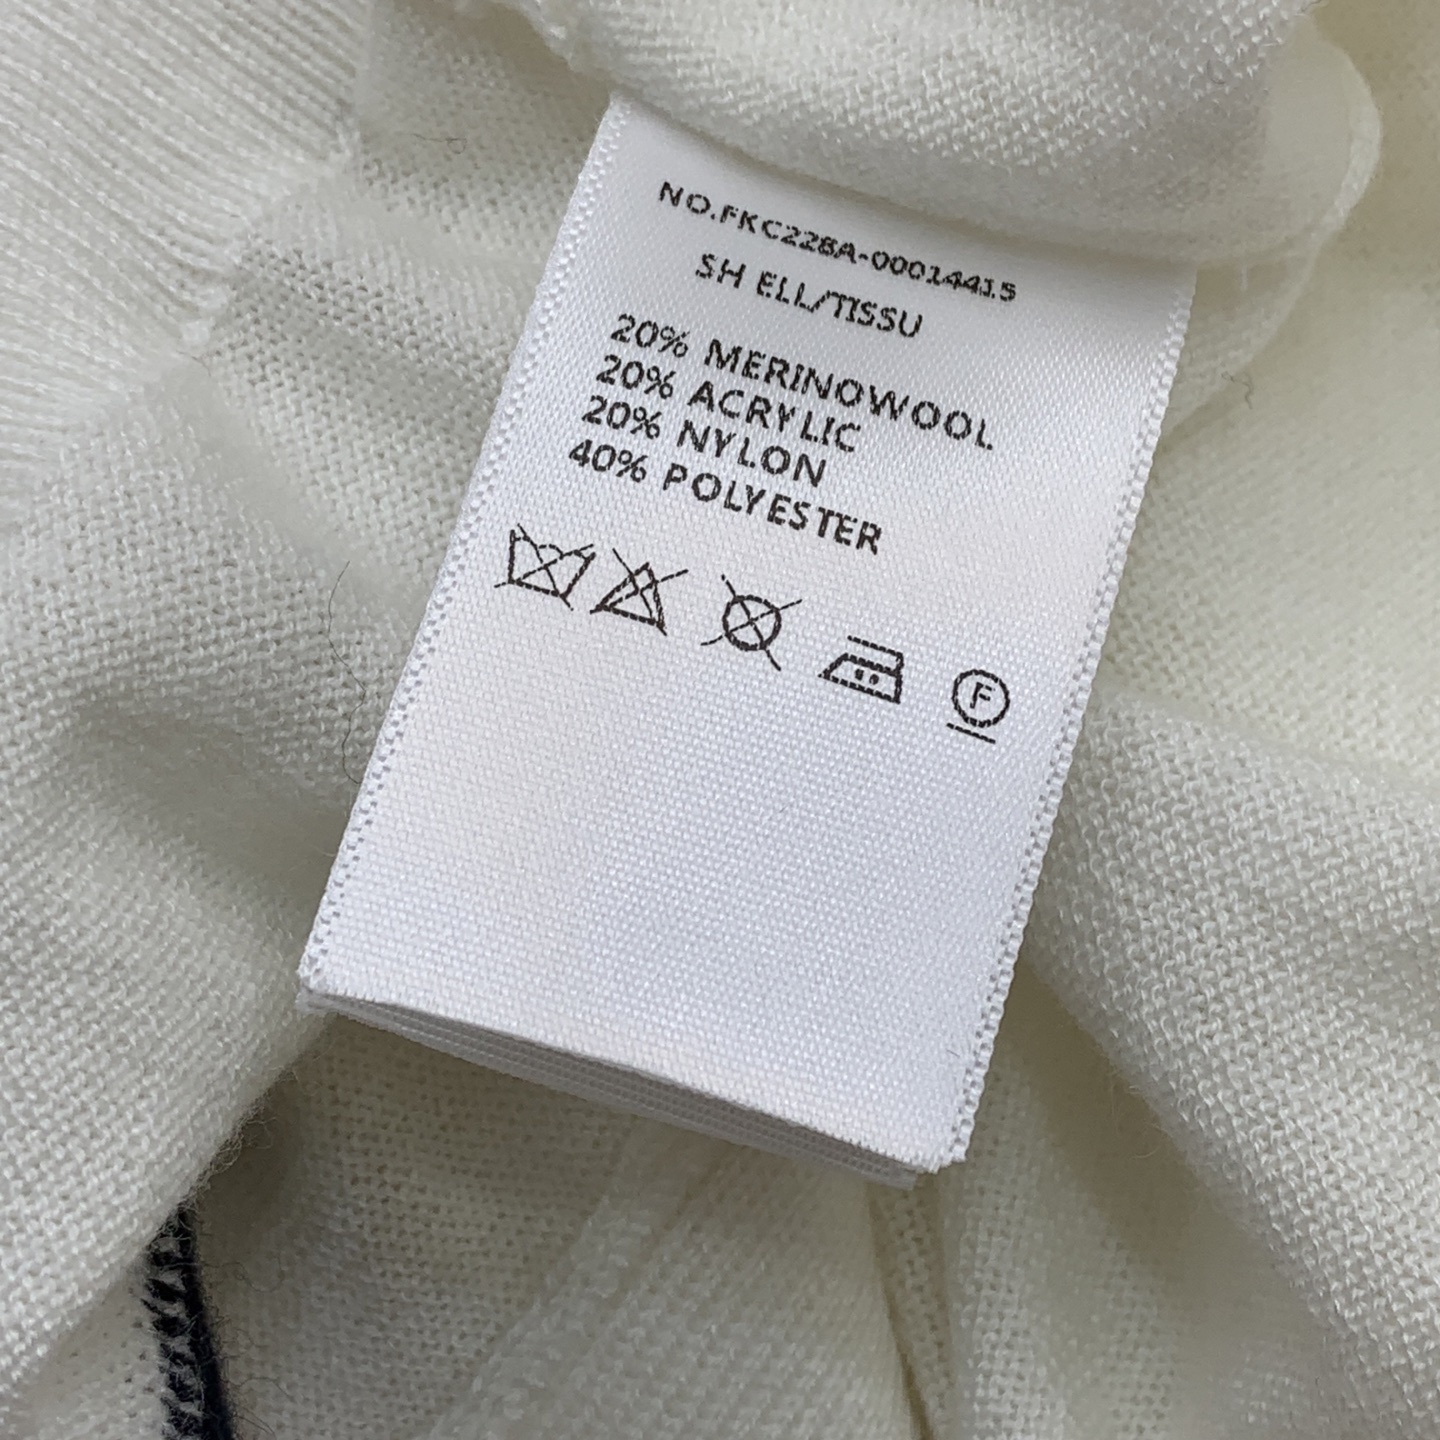 NO.FKC228A-00014415
SH ELL/TISSU
20% MERINOWOOL
20% ACRYLIC
20% NYLON
40% POLYESTER
F